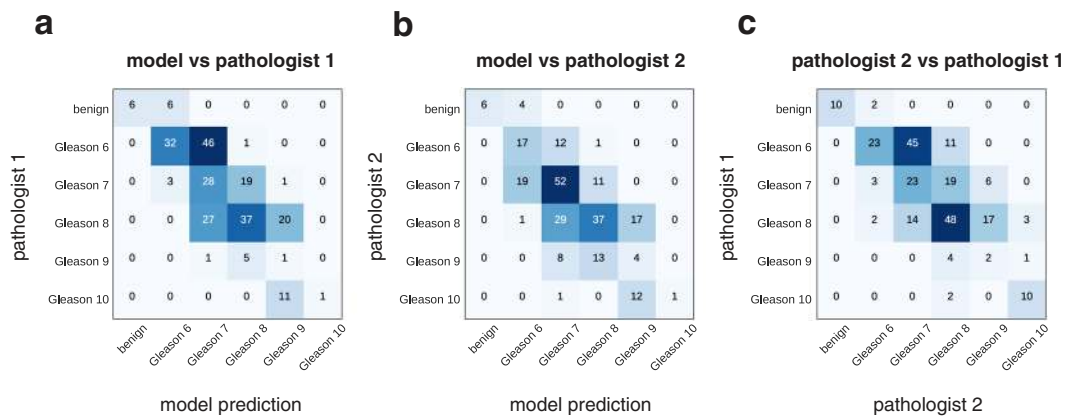 a b c
model vs pathologist 1 model vs pathologist 2 pathologist 2 vs pathologist 1
pathologist 1
benign 6 6 0 0 0 0
Gleason 6 0 32 46 1 0 0
Gleason 7 0 3 28 19 1 0
Gleason 8 0 0 27 37 20 0
Gleason 9 0 0 1 5 1 0
Gleason 10 0 0 0 0 11 1
benign Gleason 6 Gleason 7 Gleason 8 Gleason 9 Gleason 10
model prediction
pathologist 2
benign 6 4 0 0 0 0
Gleason 6 0 17 12 1 0 0
Gleason 7 0 19 52 11 0 0
Gleason 8 0 1 29 37 17 0
Gleason 9 0 0 8 13 4 0
Gleason 10 0 0 1 0 12 1
benign Gleason 6 Gleason 7 Gleason 8 Gleason 9 Gleason 10
model prediction
pathologist 1
benign 10 2 0 0 0 0
Gleason 6 0 23 45 11 0 0
Gleason 7 0 3 23 19 6 0
Gleason 8 0 2 14 48 17 3
Gleason 9 0 0 0 4 2 1
Gleason 10 0 0 0 2 0 10
benign Gleason 6 Gleason 7 Gleason 8 Gleason 9 Gleason 10
pathologist 2